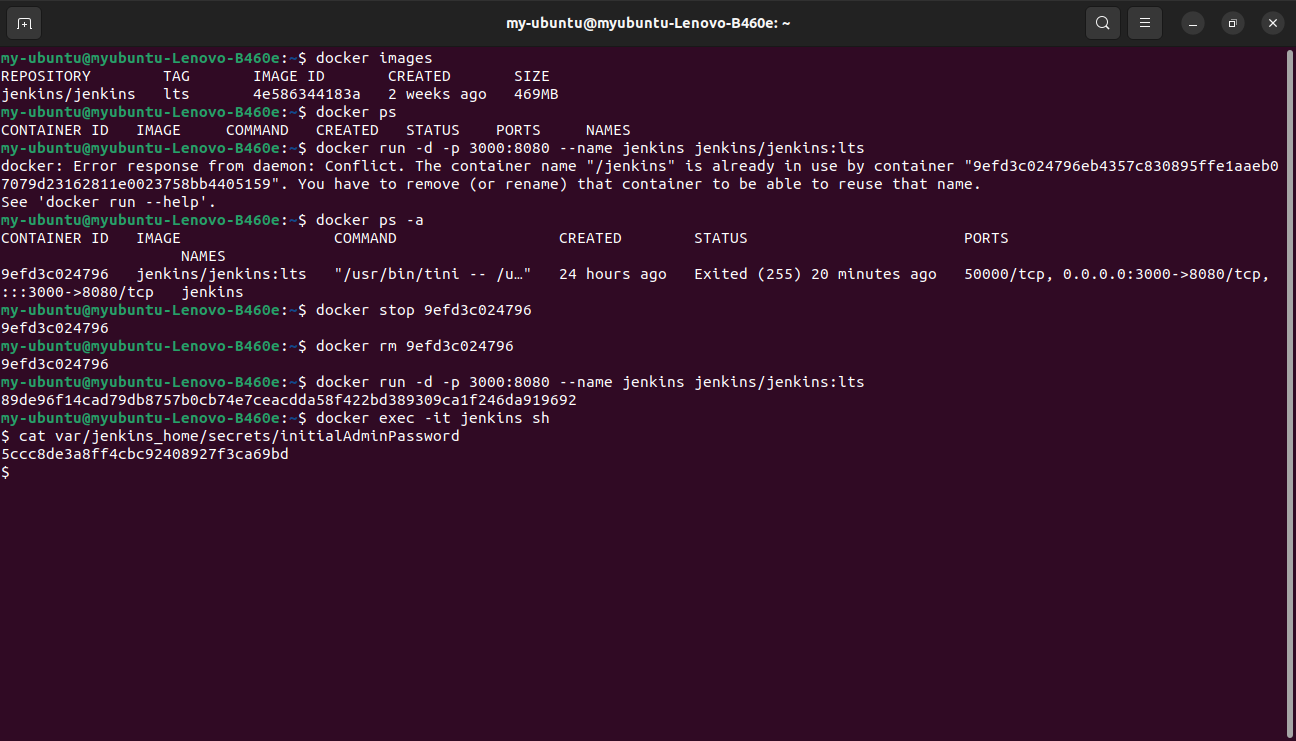 my-ubuntu@myubuntu-Lenovo-B460e: ~
my-ubuntu@myubuntu-Lenovo-B460e:~$ docker images
REPOSITORY        TAG       IMAGE ID       CREATED       SIZE
jenkins/jenkins   lts       4e586344183a   2 weeks ago   469MB
my-ubuntu@myubuntu-Lenovo-B460e:~$ docker ps
CONTAINER ID   IMAGE     COMMAND   CREATED   STATUS    PORTS     NAMES
my-ubuntu@myubuntu-Lenovo-B460e:~$ docker run -d -p 3000:8080 --name jenkins jenkins/jenkins:lts
docker: Error response from daemon: Conflict. The container name "/jenkins" is already in use by container "9efd3c024796eb4357c830895ffe1aaeb0
7079d23162811e0023758bb4405159". You have to remove (or rename) that container to be able to reuse that name.
See 'docker run --help'.
my-ubuntu@myubuntu-Lenovo-B460e:~$ docker ps -a
CONTAINER ID   IMAGE                 COMMAND                  CREATED        STATUS                        PORTS
                    NAMES
9efd3c024796   jenkins/jenkins:lts   "/usr/bin/tini -- /u…"   24 hours ago   Exited (255) 20 minutes ago   50000/tcp, 0.0.0.0:3000->8080/tcp,
:::3000->8080/tcp   jenkins
my-ubuntu@myubuntu-Lenovo-B460e:~$ docker stop 9efd3c024796
9efd3c024796
my-ubuntu@myubuntu-Lenovo-B460e:~$ docker rm 9efd3c024796
9efd3c024796
my-ubuntu@myubuntu-Lenovo-B460e:~$ docker run -d -p 3000:8080 --name jenkins jenkins/jenkins:lts
89de96f14cad79db8757b0cb74e7ceacdda58f422bd389309ca1f246da919692
my-ubuntu@myubuntu-Lenovo-B460e:~$ docker exec -it jenkins sh
$ cat var/jenkins_home/secrets/initialAdminPassword
5ccc8de3a8ff4cbc92408927f3ca69bd
$